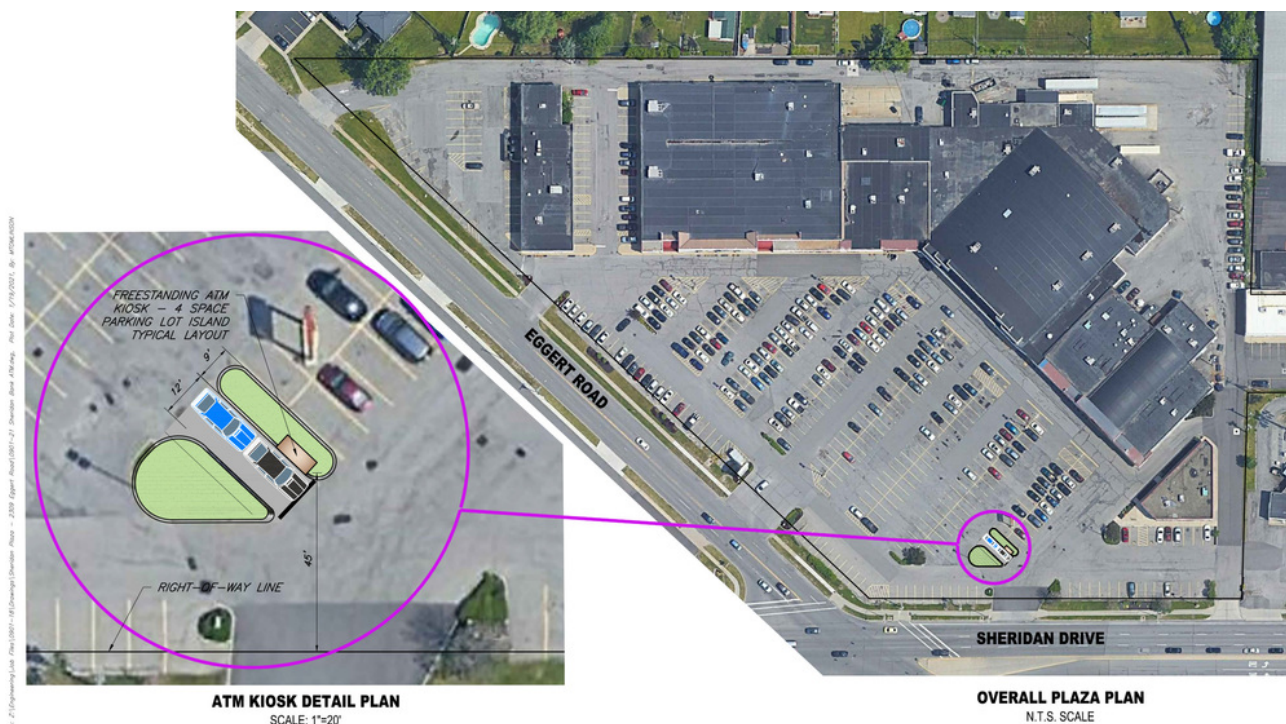 FREESTANDING ATM
KIOSK – 4 SPACE
PARKING LOT ISLAND
TYPICAL LAYOUT
9'
12'
45'
RIGHT-OF-WAY LINE
ATM KIOSK DETAIL PLAN
SCALE: 1"=20'
EGGERT ROAD
SHERIDAN DRIVE
OVERALL PLAZA PLAN
N.T.S. SCALE